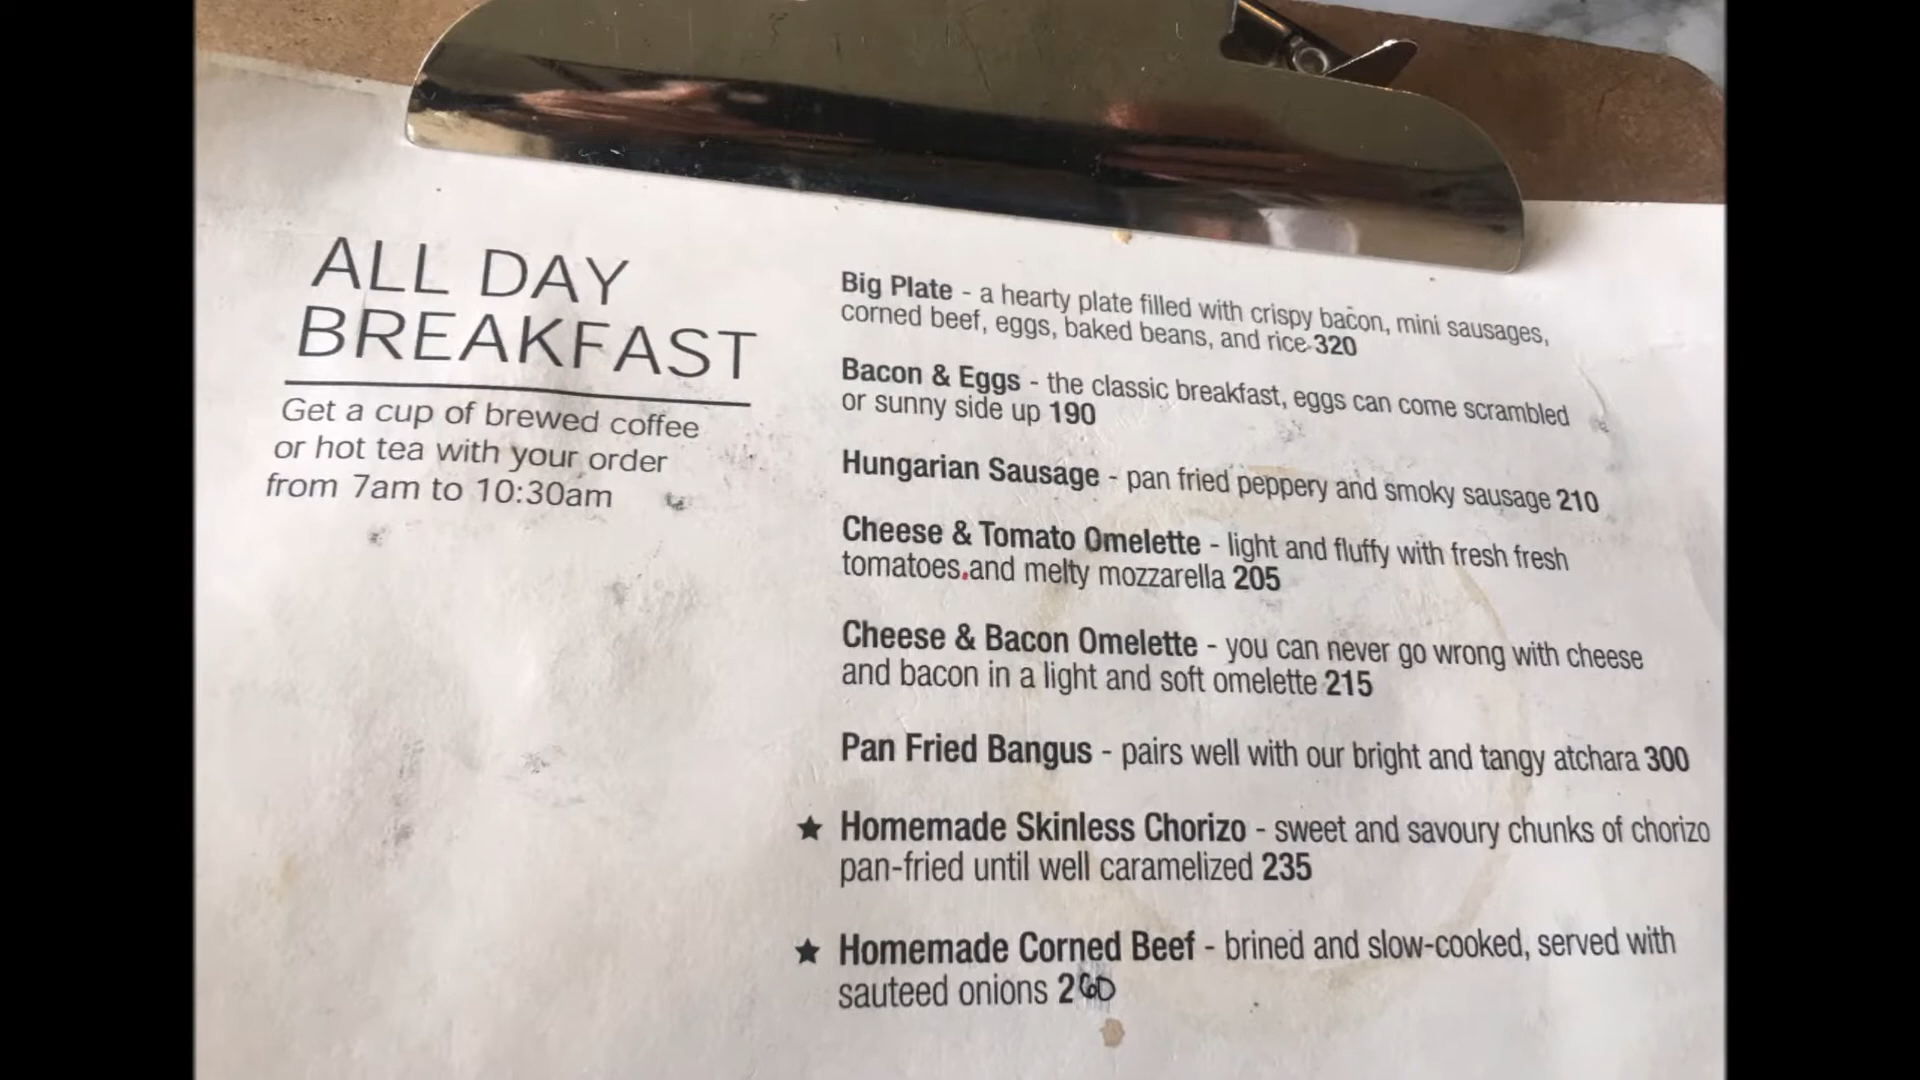 ALL DAY
BREAKFAST
Get a cup of brewed coffee
or hot tea with your order
from 7am to 10:30am
Big Plate - a hearty plate filled with crispy bacon, mini sausages,
corned beef, eggs, baked beans, and rice 320
Bacon & Eggs - the classic breakfast, eggs can come scrambled
or sunny side up 190
Hungarian Sausage - pan fried peppery and smoky sausage 210
Cheese & Tomato Omelette - light and fluffy with fresh fresh
tomatoes and melty mozzarella 205
Cheese & Bacon Omelette - you can never go wrong with cheese
and bacon in a light and soft omelette 215
Pan Fried Bangus - pairs well with our bright and tangy atchara 300
★ Homemade Skinless Chorizo - sweet and savoury chunks of chorizo
pan-fried until well caramelized 235
★ Homemade Corned Beef - brined and slow-cooked, served with
sauteed onions 260